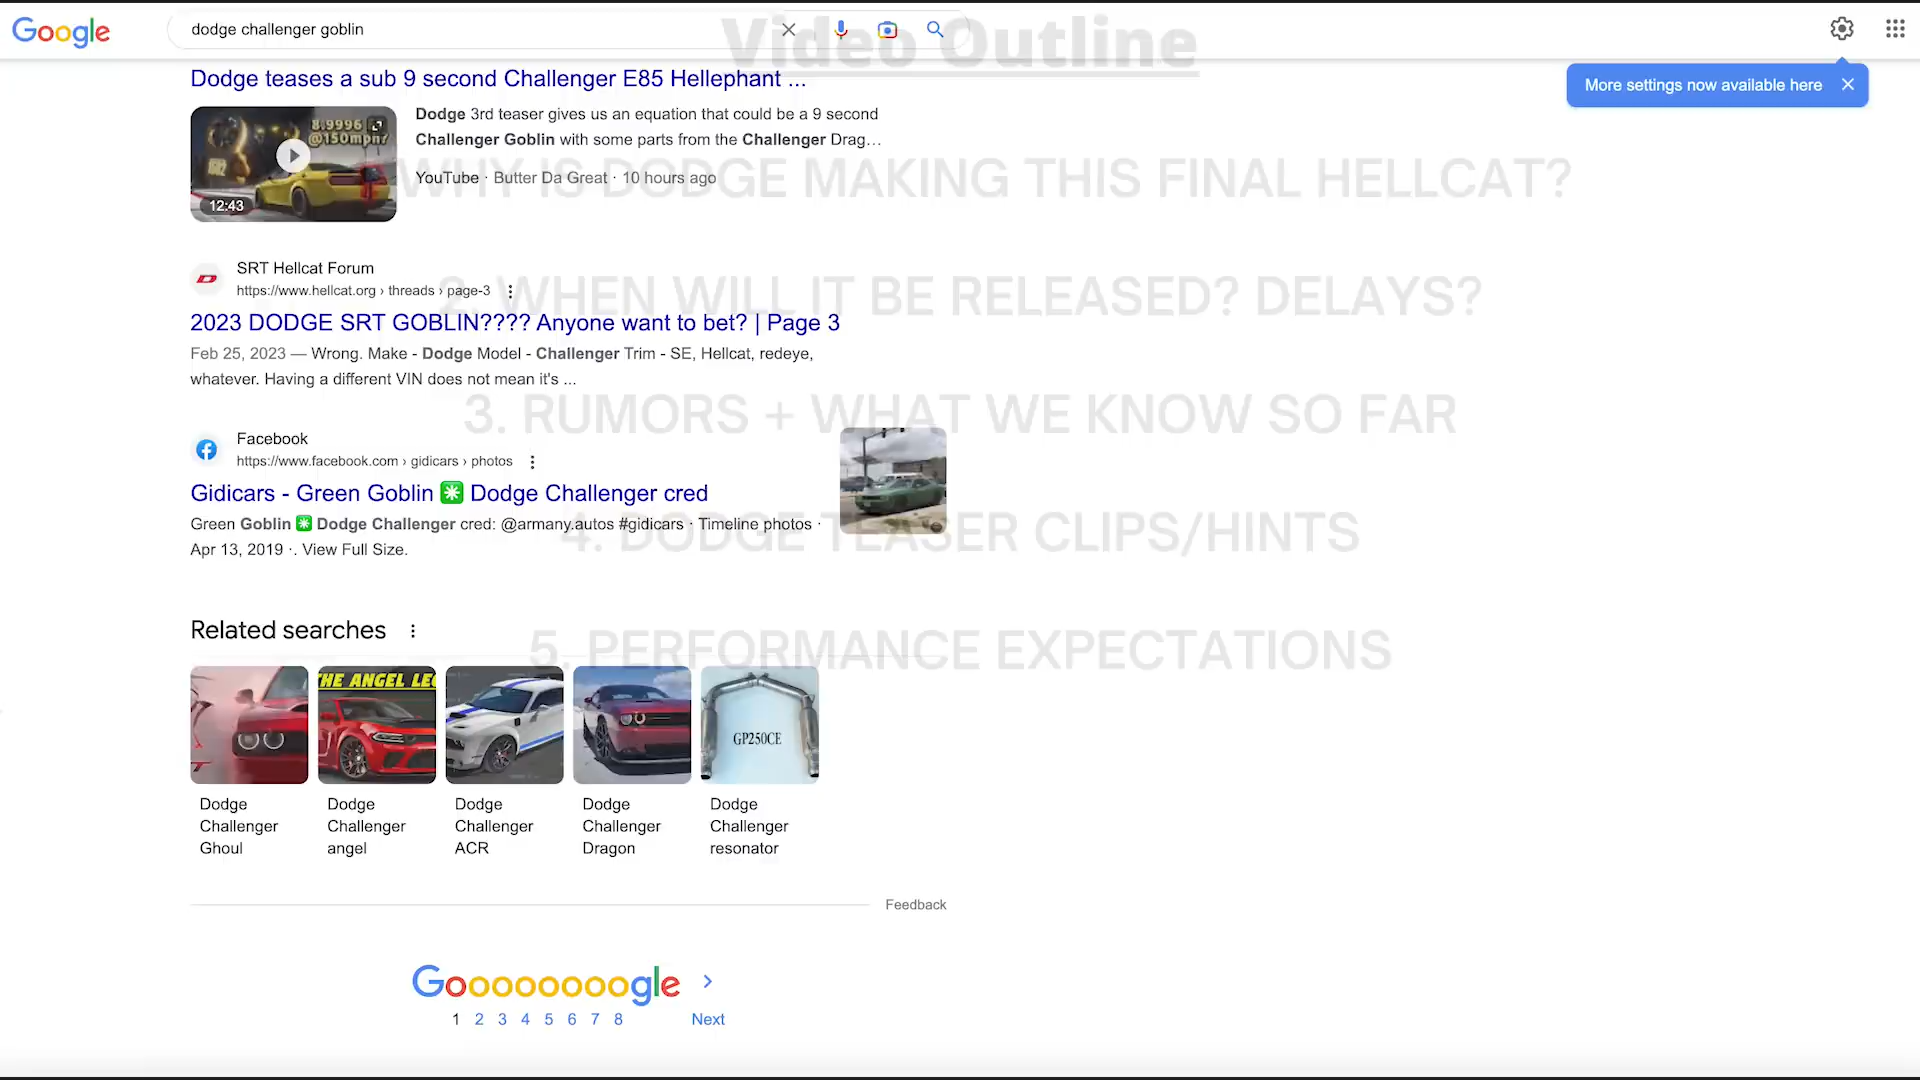 Google
dodge challenger goblin
Video Outline
More settings now available here
Dodge teases a sub 9 second Challenger E85 Hellephant ...
8.9996
@150mph?
12:43
Dodge 3rd teaser gives us an equation that could be a 9 second
Challenger Goblin with some parts from the Challenger Drag...
YouTube · Butter Da Great · 10 hours ago
WHY IS DODGE MAKING THIS FINAL HELLCAT?
SRT Hellcat Forum
https://www.hellcat.org › threads › page-3
2. WHEN WILL IT BE RELEASED? DELAYS?
2023 DODGE SRT GOBLIN???? Anyone want to bet? | Page 3
Feb 25, 2023 — Wrong. Make - Dodge Model - Challenger Trim - SE, Hellcat, redeye,
whatever. Having a different VIN does not mean it's ...
3. RUMORS + WHAT WE KNOW SO FAR
Facebook
https://www.facebook.com › gidicars › photos
Gidicars - Green Goblin ✳️ Dodge Challenger cred
Green Goblin ✳️ Dodge Challenger cred: @armany.autos #gidicars · Timeline photos ·
Apr 13, 2019 ·. View Full Size.
4. DODGE TEASER CLIPS/HINTS
Related searches
5. PERFORMANCE EXPECTATIONS
THE ANGEL LEG
GP250CE
Dodge
Challenger
Ghoul
Dodge
Challenger
angel
Dodge
Challenger
ACR
Dodge
Challenger
Dragon
Dodge
Challenger
resonator
Feedback
Gooooooooogle
1 2 3 4 5 6 7 8 Next